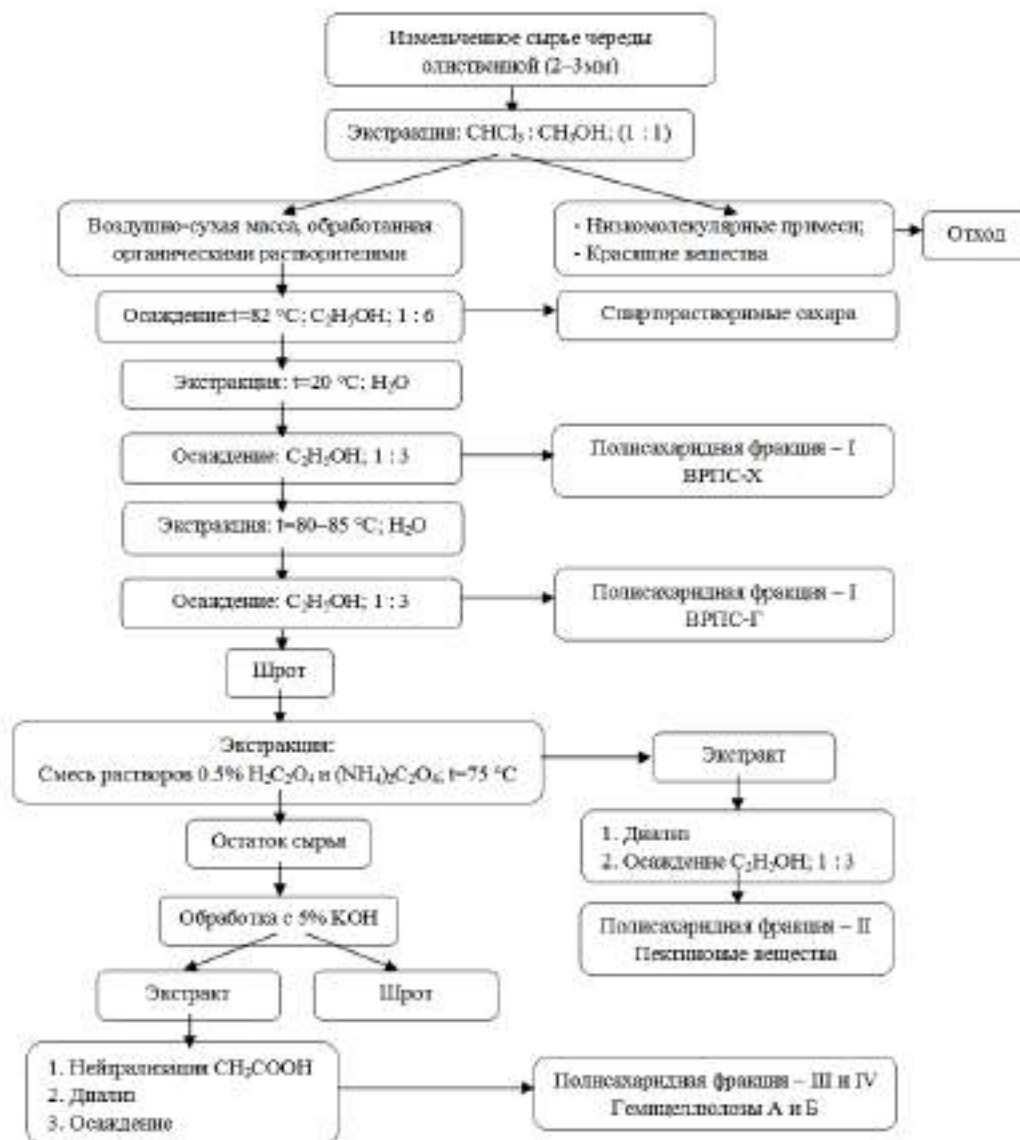 Измельченное сырье череды
олиственной (2–3мм)
Экстракция: CHCl₃ : CH₃OH; (1 : 1)
Воздушно-сухая масса, обработанная
органическими растворителями
- Низкомолекулярные примеси;
- Красящие вещества
Отход
Осаждение:t=82 °C; C₂H₅OH; 1 : 6
Спирторастворимые сахара
Экстракция: t=20 °C; H₂O
Осаждение: C₂H₅OH; 1 : 3
Полисахаридная фракция – I
ВРПС-Х
Экстракция: t=80–85 °C; H₂O
Осаждение: C₂H₅OH; 1 : 3
Полисахаридная фракция – I
ВРПС-Г
Шрот
Экстракция:
Смесь растворов 0.5% H₂C₂O₄ и (NH₄)₂C₂O₄; t=75 °C
Экстракт
Остаток сырья
1. Диализ
2. Осаждение C₂H₅OH; 1 : 3
Обработка с 5% KOH
Полисахаридная фракция – II
Пектиновые вещества
Экстракт
Шрот
1. Нейтрализация CH₃COOH
2. Диализ
3. Осаждение
Полисахаридная фракция – III и IV
Гемицеллюлозы А и Б